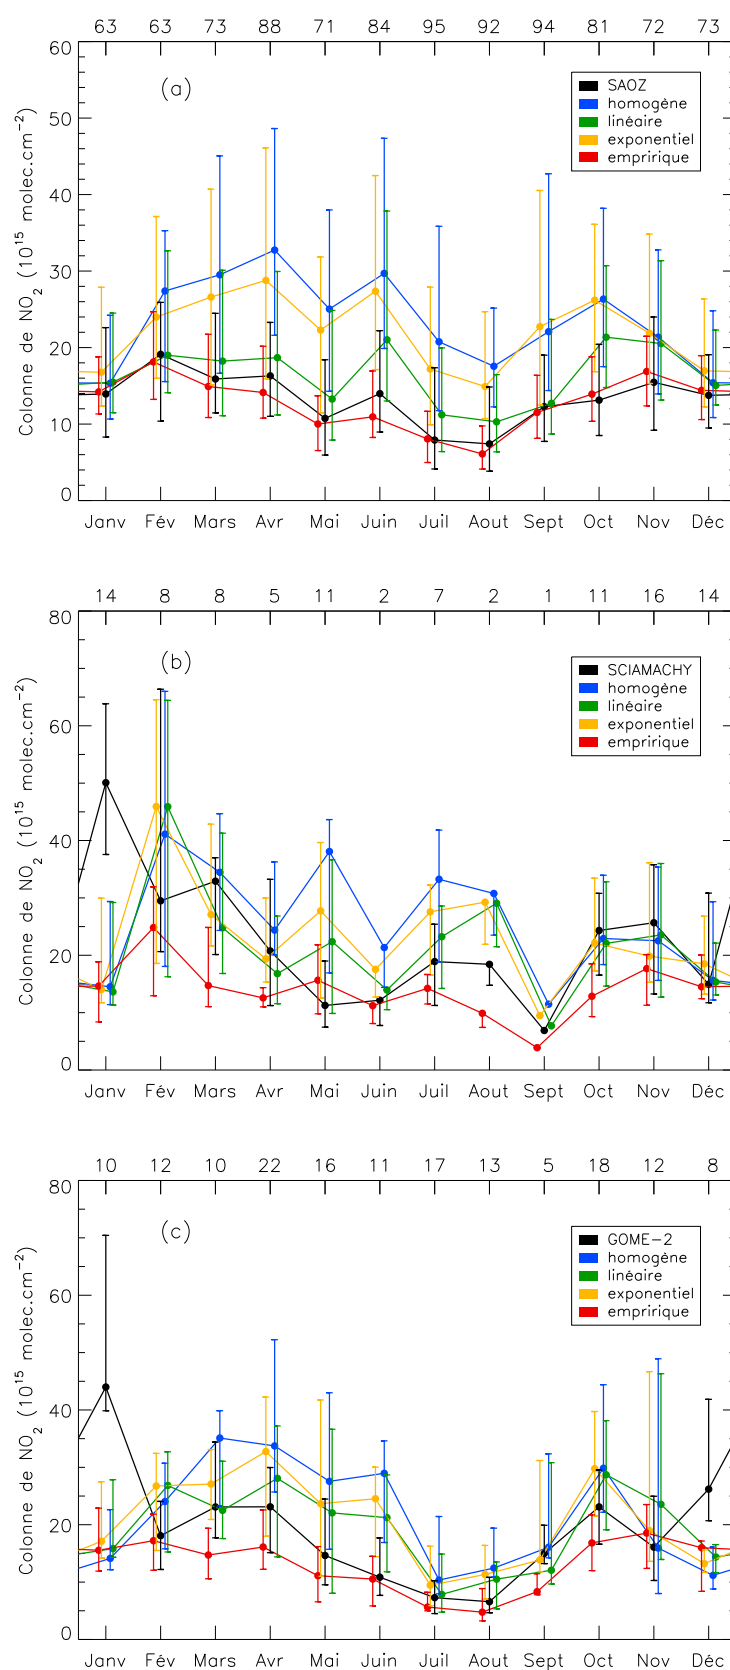 63 63 73 88 71 84 95 92 94 81 72 73
60
50
40
30
20
10
0
Colonne de NO2 (10^15 molec.cm^-2)
(a)
SAOZ
homogène
linéaire
exponentiel
empririque
Janv Fév Mars Avr Mai Juin Juil Aout Sept Oct Nov Déc
14 8 8 5 11 2 7 2 1 11 16 14
80
60
40
20
0
Colonne de NO2 (10^15 molec.cm^-2)
(b)
SCIAMACHY
homogène
linéaire
exponentiel
empririque
Janv Fév Mars Avr Mai Juin Juil Aout Sept Oct Nov Déc
10 12 10 22 16 11 17 13 5 18 12 8
80
60
40
20
0
Colonne de NO2 (10^15 molec.cm^-2)
(c)
GOME-2
homogène
linéaire
exponentiel
empririque
Janv Fév Mars Avr Mai Juin Juil Aout Sept Oct Nov Déc